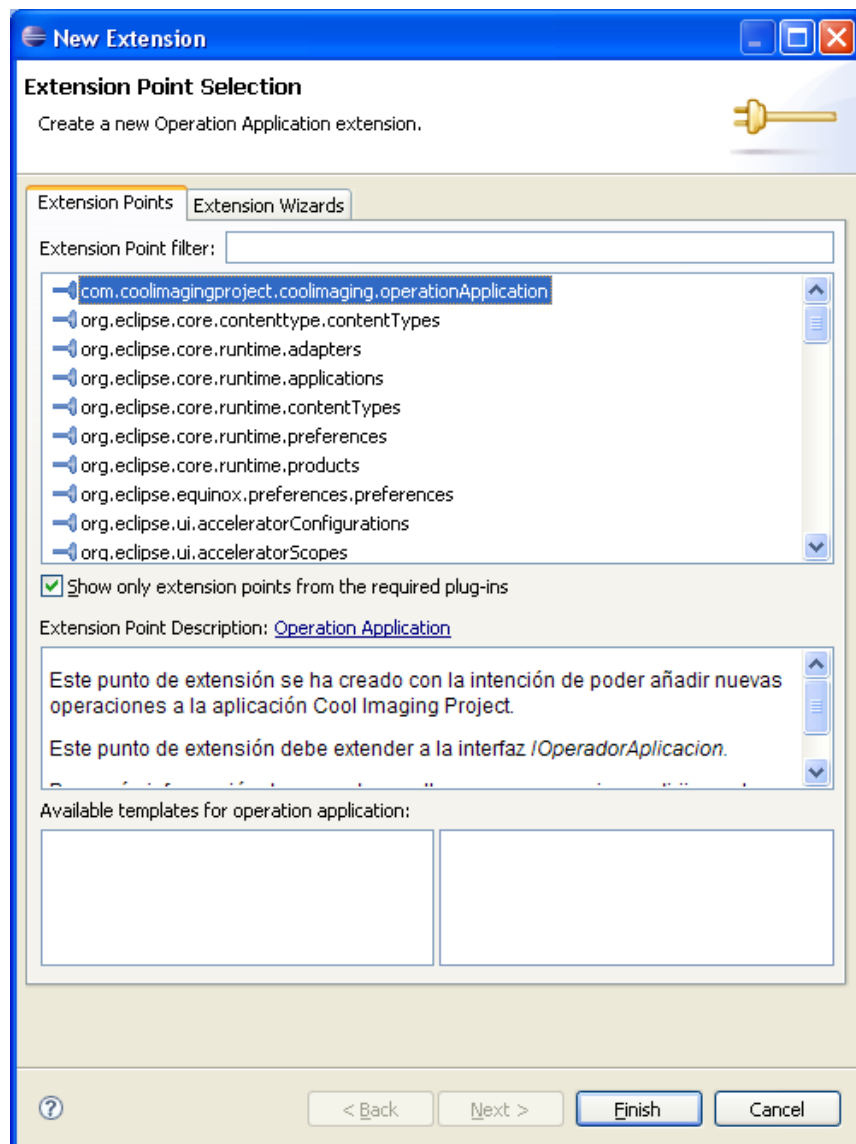 New Extension
Extension Point Selection
Create a new Operation Application extension.
Extension Points
Extension Wizards
Extension Point filter:
com.coolimagingproject.coolimaging.operationApplication
org.eclipse.core.contenttype.contentTypes
org.eclipse.core.runtime.adapters
org.eclipse.core.runtime.applications
org.eclipse.core.runtime.contentTypes
org.eclipse.core.runtime.preferences
org.eclipse.core.runtime.products
org.eclipse.equinox.preferences.preferences
org.eclipse.ui.acceleratorConfigurations
org.eclipse.ui.acceleratorScopes
Show only extension points from the required plug-ins
Extension Point Description: Operation Application
Este punto de extensión se ha creado con la intención de poder añadir nuevas
operaciones a la aplicación Cool Imaging Project.
Este punto de extensión debe extender a la interfaz IOperadorAplicacion.
Available templates for operation application:
?
< Back
Next >
Finish
Cancel